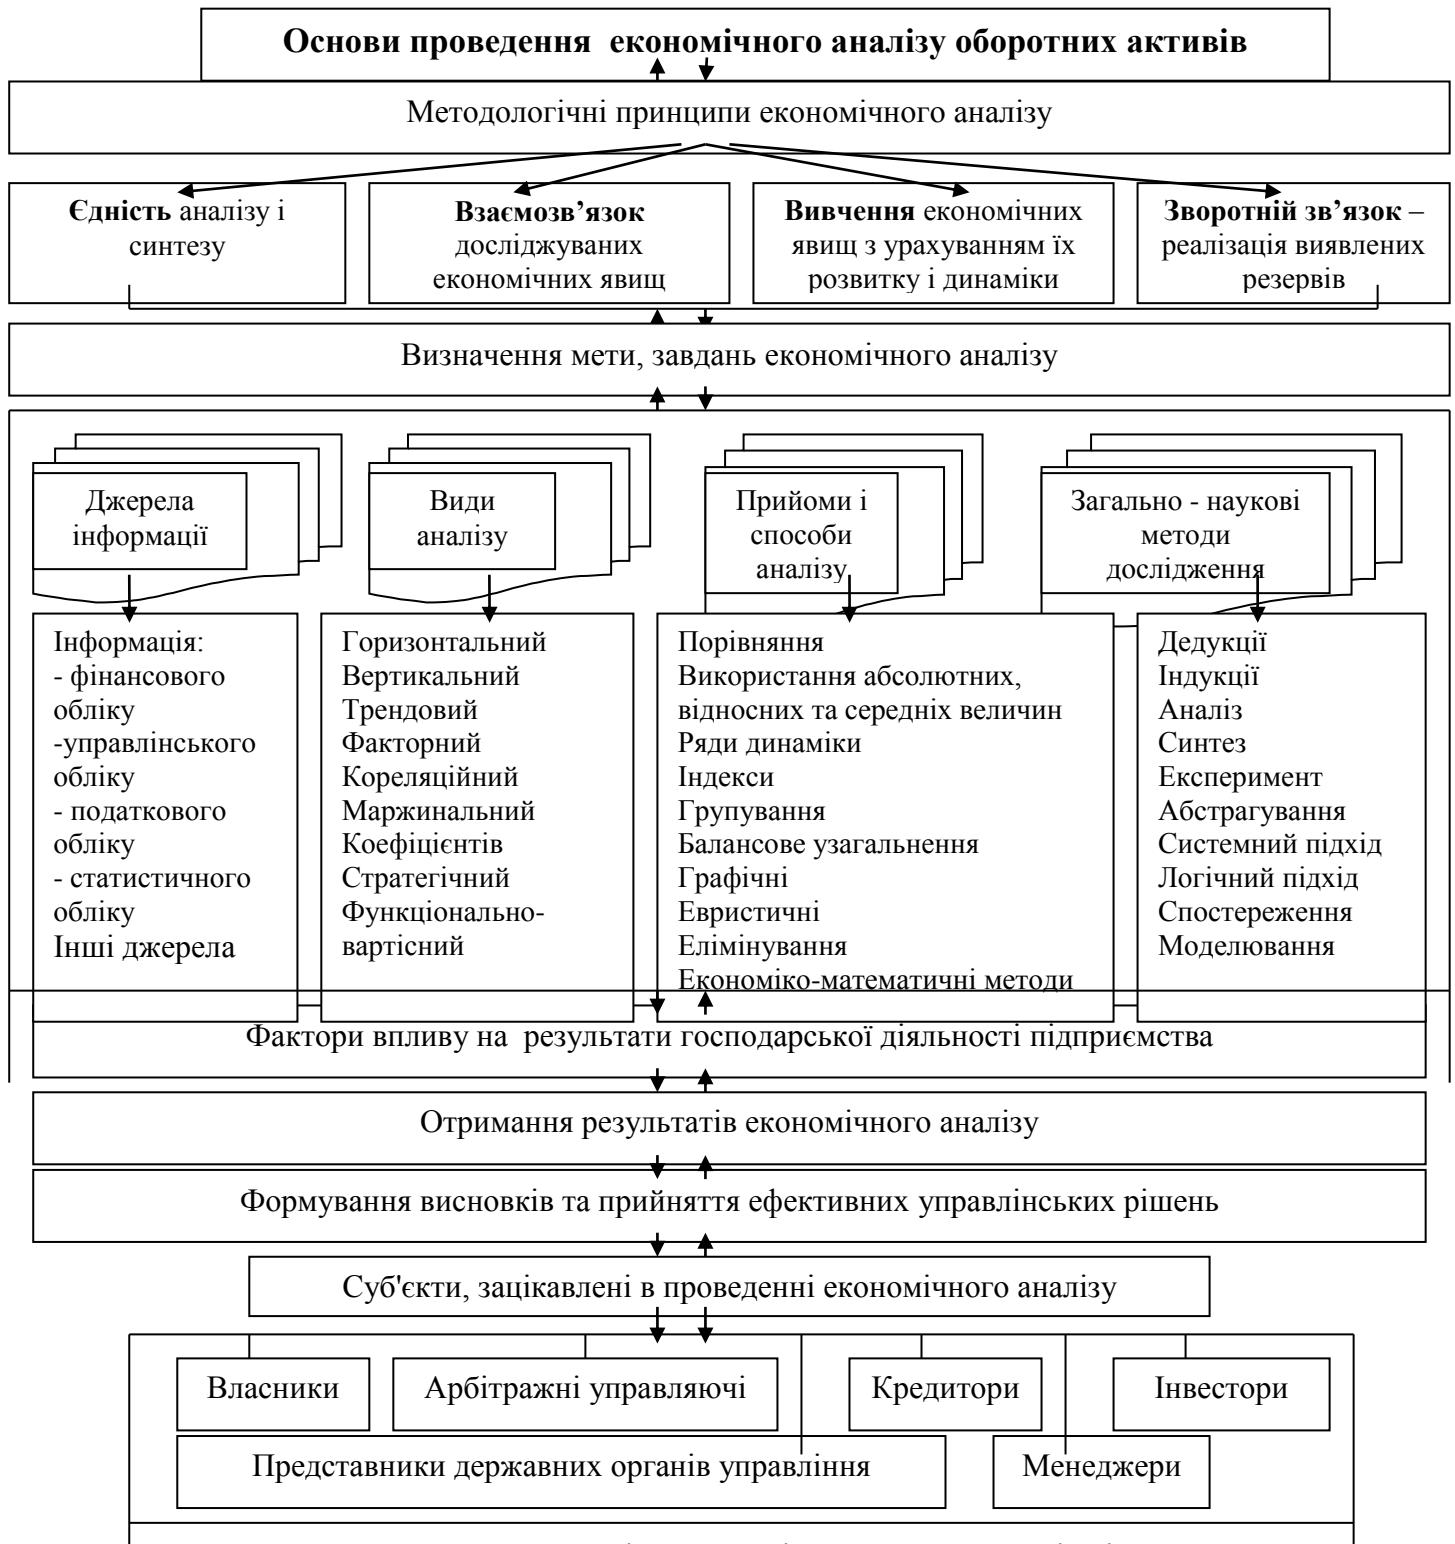 Основи проведення економічного аналізу оборотних активів
Методологічні принципи економічного аналізу
Єдність аналізу і
синтезу
Взаємозв’язок
досліджуваних
економічних явищ
Вивчення економічних
явищ з урахуванням їх
розвитку і динаміки
Зворотній зв’язок –
реалізація виявлених
резервів
Визначення мети, завдань економічного аналізу
Джерела
інформації
Види
аналізу
Прийоми і
способи
аналізу
Загально - наукові
методи
дослідження
Інформація:
- фінансового
обліку
-управлінського
обліку
- податкового
обліку
- статистичного
обліку
Інші джерела
Горизонтальний
Вертикальний
Трендовий
Факторний
Кореляційний
Маржинальний
Коефіцієнтів
Стратегічний
Функціонально-
вартісний
Порівняння
Використання абсолютних,
відносних та середніх величин
Ряди динаміки
Індекси
Групування
Балансове узагальнення
Графічні
Евристичні
Елімінування
Економіко-математичні методи
Дедукції
Індукції
Аналіз
Синтез
Експеримент
Абстрагування
Системний підхід
Логічний підхід
Спостереження
Моделювання
Фактори впливу на результати господарської діяльності підприємства
Отримання результатів економічного аналізу
Формування висновків та прийняття ефективних управлінських рішень
Суб'єкти, зацікавлені в проведенні економічного аналізу
Власники
Арбітражні управляючі
Кредитори
Інвестори
Представники державних органів управління
Менеджери